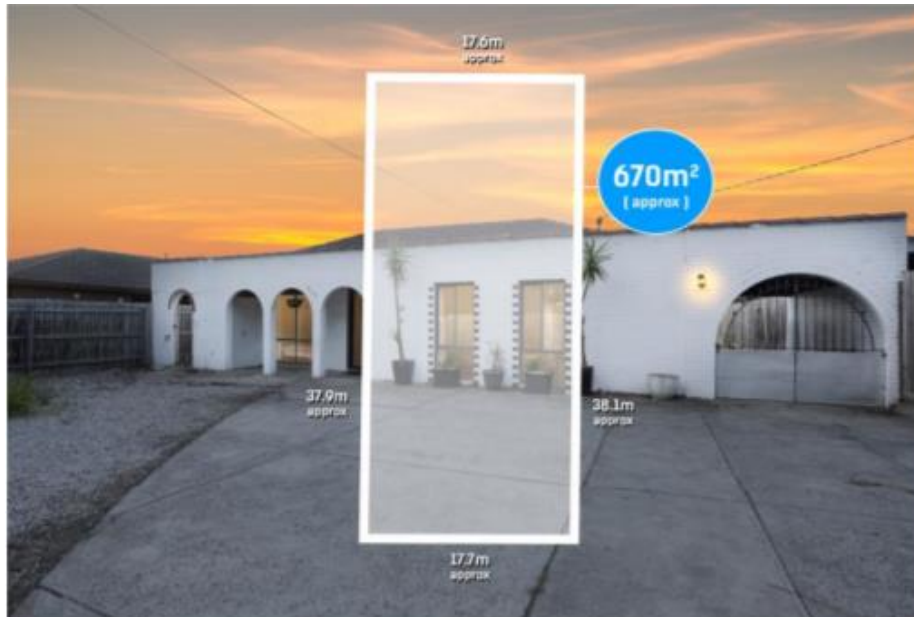 17.6m
approx
670m²
( approx )
37.9m
approx
38.1m
approx
17.7m
approx